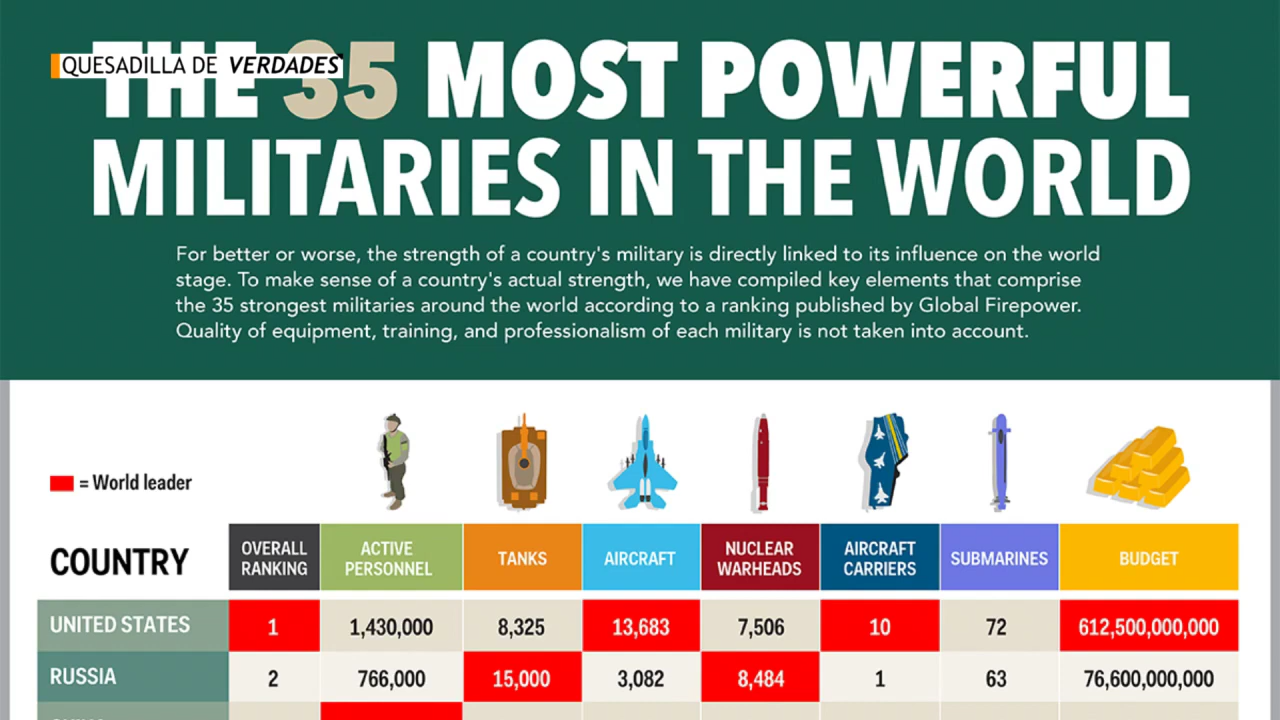 QUESADILLA DE VERDADES
THE 35 MOST POWERFUL
MILITARIES IN THE WORLD
For better or worse, the strength of a country's military is directly linked to its influence on the world
stage. To make sense of a country's actual strength, we have compiled key elements that comprise
the 35 strongest militaries around the world according to a ranking published by Global Firepower.
Quality of equipment, training, and professionalism of each military is not taken into account.
= World leader
COUNTRY OVERALL RANKING ACTIVE PERSONNEL TANKS AIRCRAFT NUCLEAR WARHEADS AIRCRAFT CARRIERS SUBMARINES BUDGET
UNITED STATES 1 1,430,000 8,325 13,683 7,506 10 72 612,500,000,000
RUSSIA 2 766,000 15,000 3,082 8,484 1 63 76,600,000,000